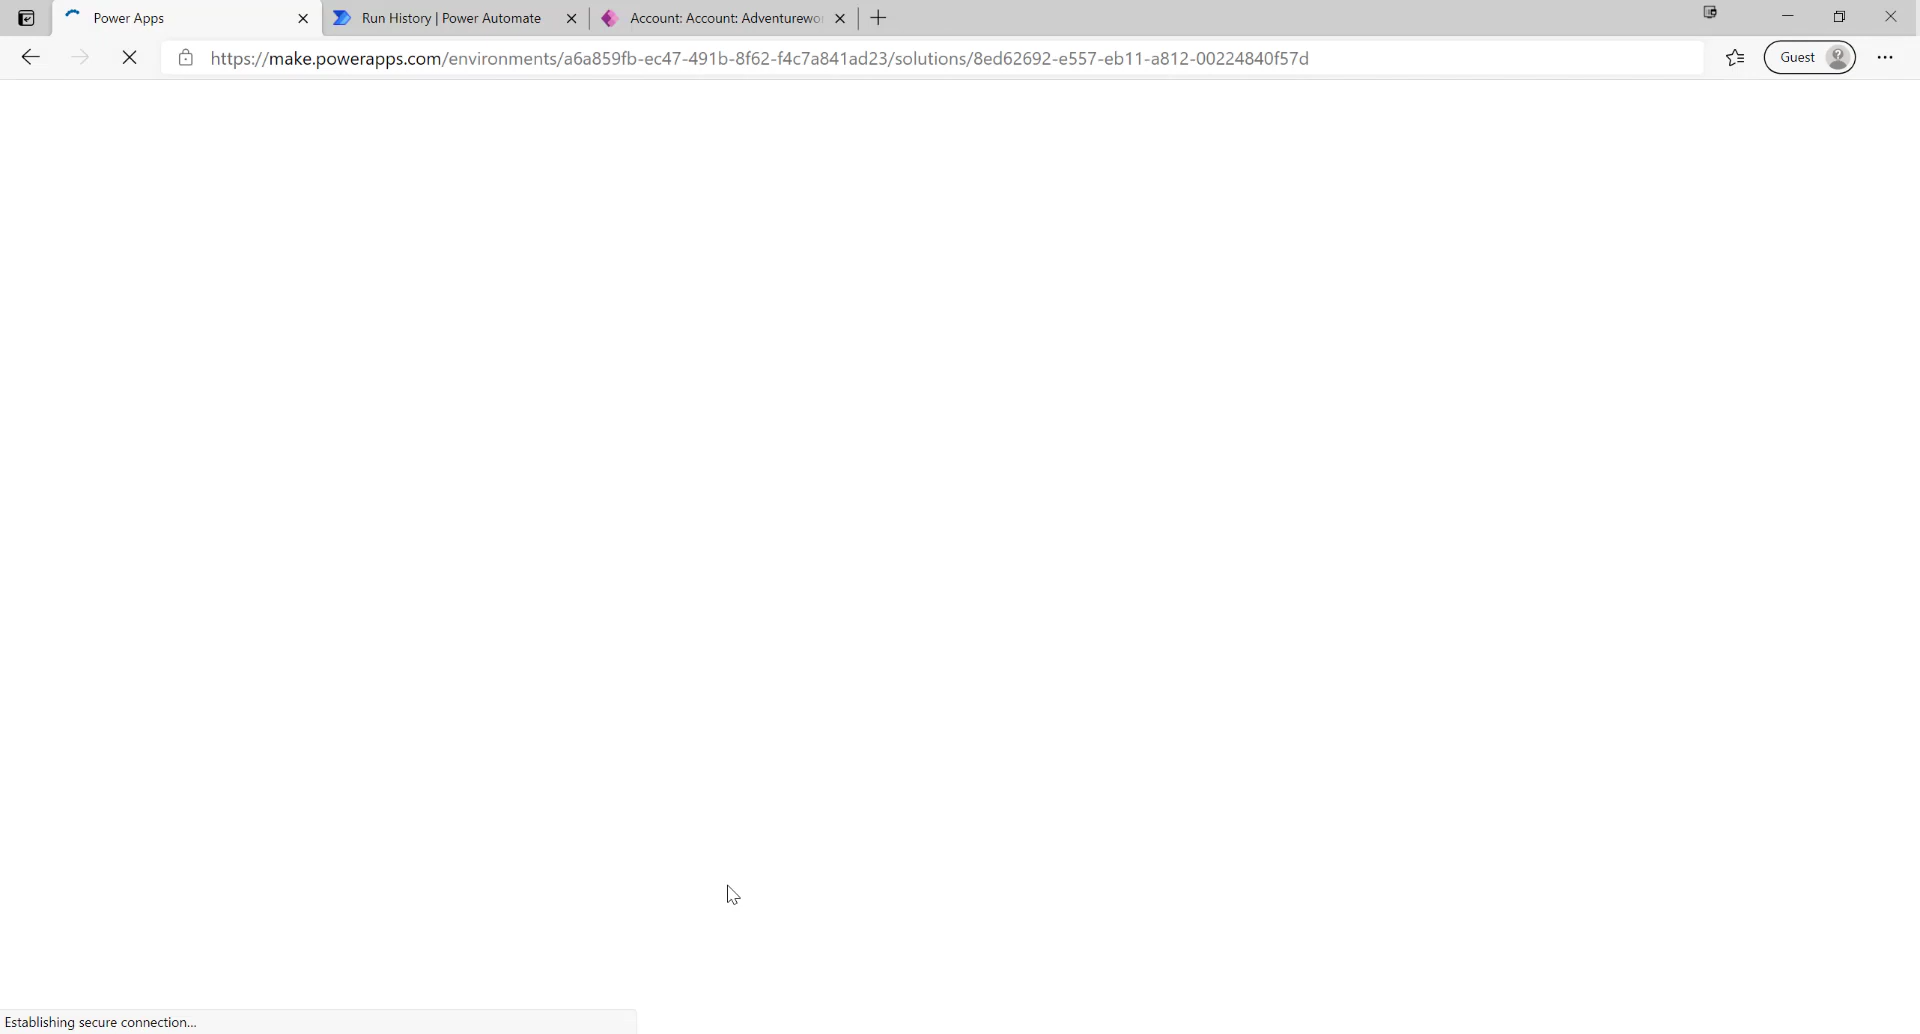 Power Apps
Run History | Power Automate
Account: Account: Adventurewo
https://make.powerapps.com/environments/a6a859fb-ec47-491b-8f62-f4c7a841ad23/solutions/8ed62692-e557-eb11-a812-00224840f57d
Guest
Establishing secure connection...